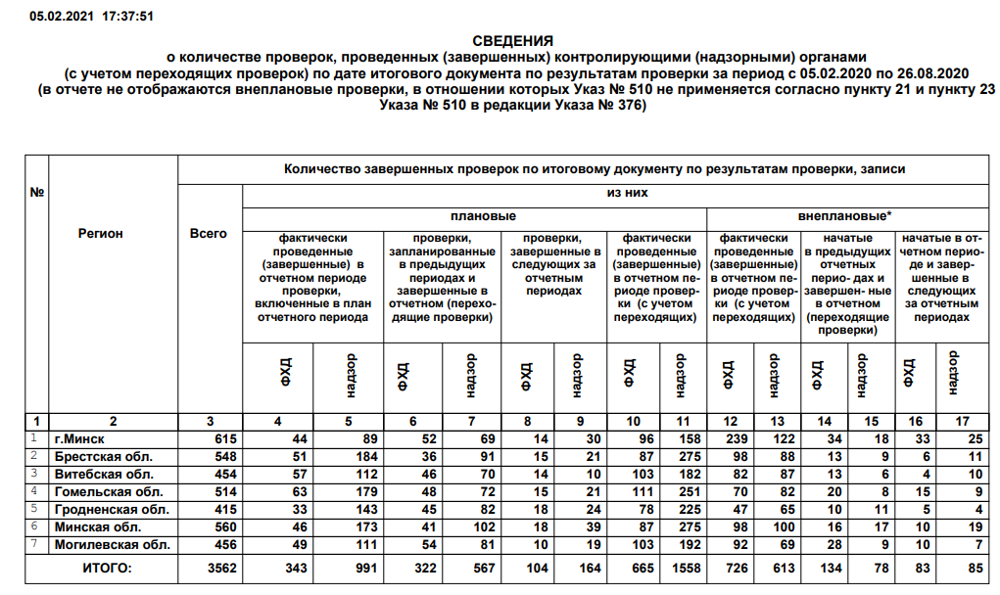 05.02.2021 17:37:51
СВЕДЕНИЯ
о количестве проверок, проведенных (завершенных) контролирующими (надзорными) органами
(с учетом переходящих проверок) по дате итогового документа по результатам проверки за период с 05.02.2020 по 26.08.2020
(в отчете не отображаются внеплановые проверки, в отношении которых Указ № 510 не применяется согласно пункту 21 и пункту 23
Указа № 510 в редакции Указа № 376)
Количество завершенных проверок по итоговому документу по результатам проверки, записи
№
Регион
Всего
из них
плановые
внеплановые*
фактически
проведенные
(завершенные) в
отчетном периоде
проверки,
включенные в план
отчетного периода
проверки,
запланированные
в предыдущих
периодах и
завершенные в
отчетном (перехо-
дящие проверки)
проверки,
завершенные в
следующих за
отчетным
периодах
фактически
проведенные
(завершенные)
в отчетном пе-
риоде провер-
ки (с учетом
переходящих)
фактически
проведенные
(завершенные)
в отчетном пе-
риоде провер-
ки (с учетом
переходящих)
начатые
в предыдущих
отчетных
перио- дах и
завершен- ные
в отчетном
(переходящие
проверки)
начатые в от-
четном перио-
де и завер-
шенные в
следующих
за отчетным
периодах
ФХД надзор ФХД надзор ФХД надзор ФХД надзор ФХД надзор ФХД надзор ФХД надзор
1 2 3 4 5 6 7 8 9 10 11 12 13 14 15 16 17
1 г.Минск 615 44 89 52 69 14 30 96 158 239 122 34 18 33 25
2 Брестская обл. 548 51 184 36 91 15 21 87 275 98 88 13 9 6 11
3 Витебская обл. 454 57 112 46 70 14 10 103 182 82 87 13 6 4 10
4 Гомельская обл. 514 63 179 48 72 15 21 111 251 70 82 20 8 15 9
5 Гродненская обл. 415 33 143 45 82 18 24 78 225 47 65 10 11 5 4
6 Минская обл. 560 46 173 41 102 18 39 87 275 98 100 16 17 10 19
7 Могилевская обл. 456 49 111 54 81 10 19 103 192 92 69 28 9 10 7
ИТОГО: 3562 343 991 322 567 104 164 665 1558 726 613 134 78 83 85